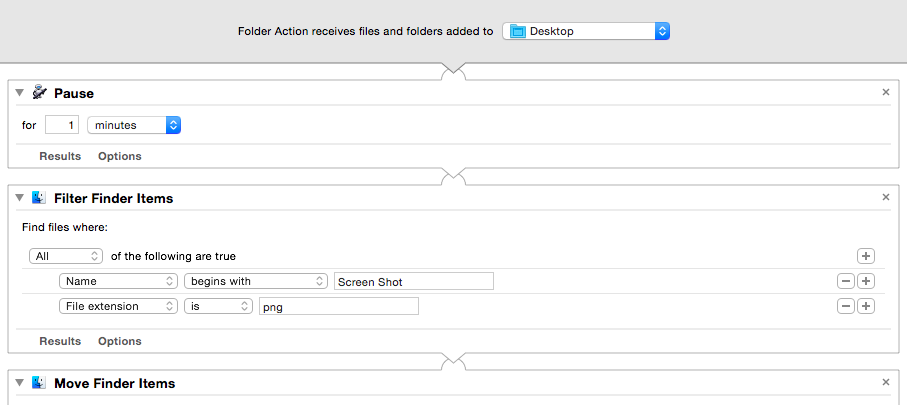 Folder Action receives files and folders added to Desktop
Pause
for 1 minutes
Results Options
Filter Finder Items
Find files where:
All of the following are true
Name begins with Screen Shot
File extension is png
Results Options
Move Finder Items